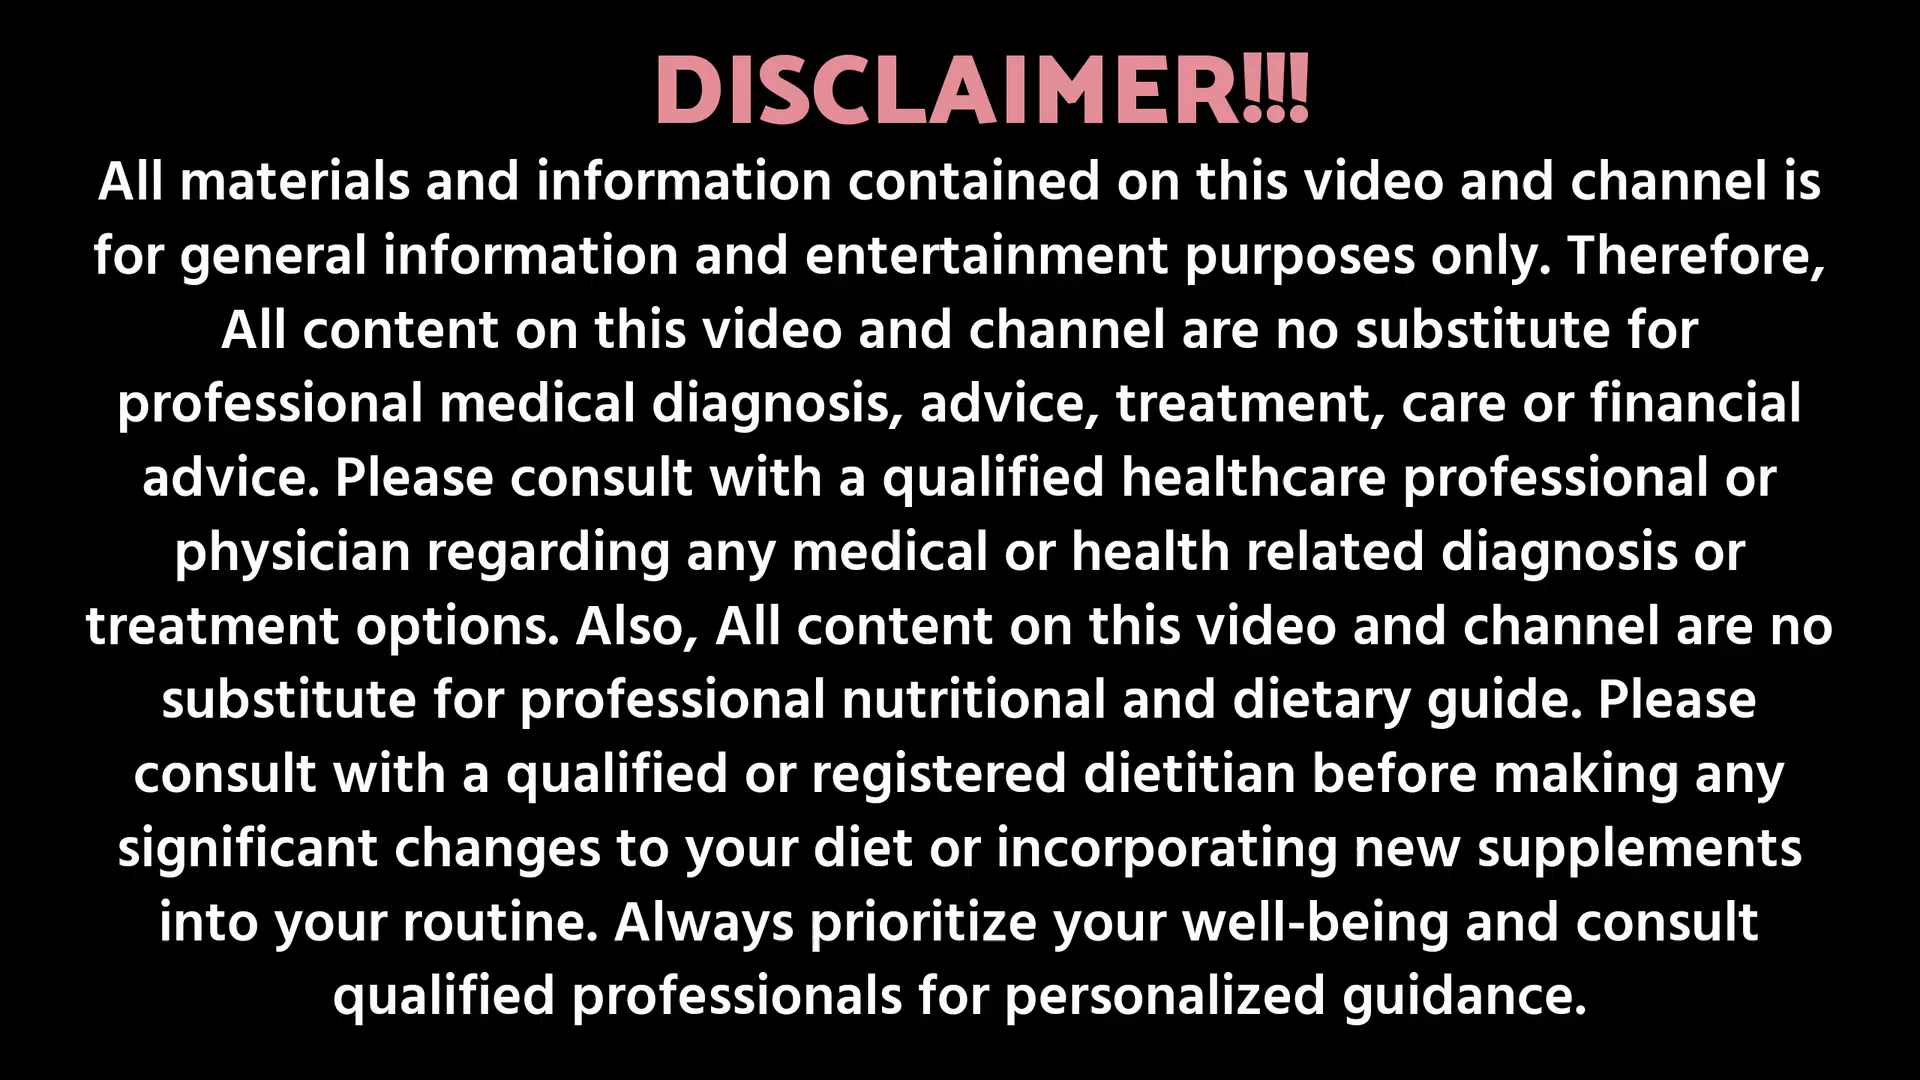 DISCLAIMER!!!
All materials and information contained on this video and channel is
for general information and entertainment purposes only. Therefore,
All content on this video and channel are no substitute for
professional medical diagnosis, advice, treatment, care or financial
advice. Please consult with a qualified healthcare professional or
physician regarding any medical or health related diagnosis or
treatment options. Also, All content on this video and channel are no
substitute for professional nutritional and dietary guide. Please
consult with a qualified or registered dietitian before making any
significant changes to your diet or incorporating new supplements
into your routine. Always prioritize your well-being and consult
qualified professionals for personalized guidance.